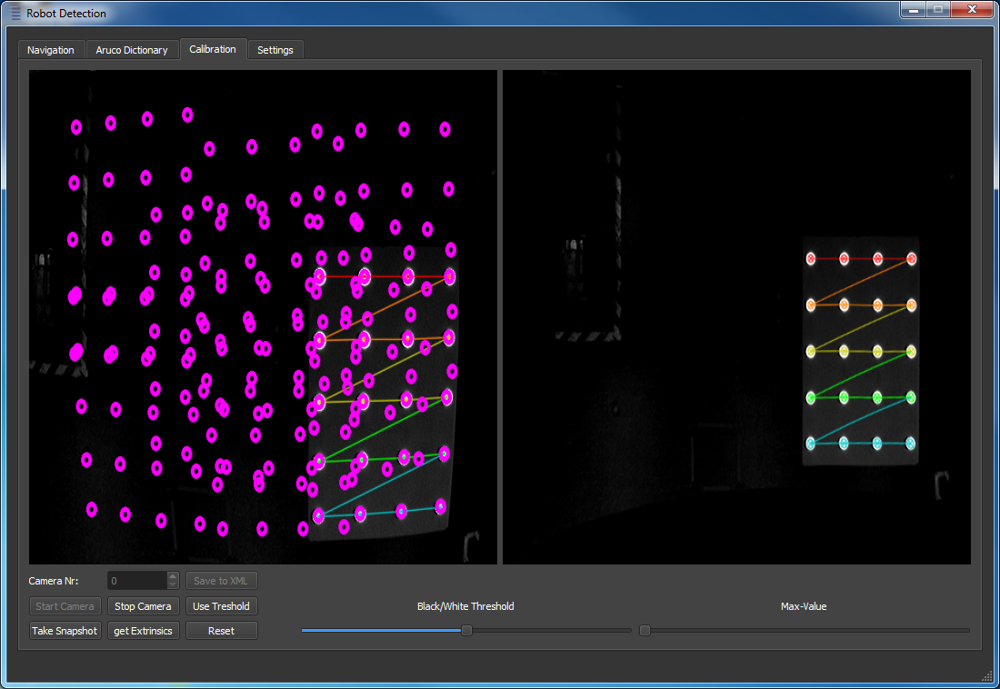 Robot Detection
Navigation
Aruco Dictionary
Calibration
Settings
Camera Nr:
0
Save to XML
Start Camera
Stop Camera
Use Treshold
Black/White Threshold
Max-Value
Take Snapshot
get Extrinsics
Reset